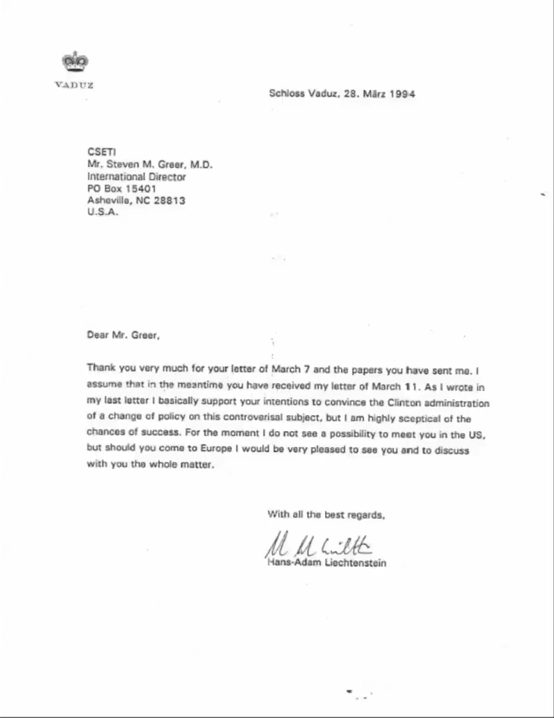 VADUZ
Schloss Vaduz, 28. März 1994
CSETI
Mr. Steven M. Greer, M.D.
International Director
PO Box 15401
Asheville, NC 28813
U.S.A.
Dear Mr. Greer,
Thank you very much for your letter of March 7 and the papers you have sent me. I
assume that in the meantime you have received my letter of March 11. As I wrote in
my last letter I basically support your intentions to convince the Clinton administration
of a change of policy on this controverisal subject, but I am highly sceptical of the
chances of success. For the moment I do not see a possibility to meet you in the US,
but should you come to Europe I would be very pleased to see you and to discuss
with you the whole matter.
With all the best regards,
Hans-Adam Liechtenstein